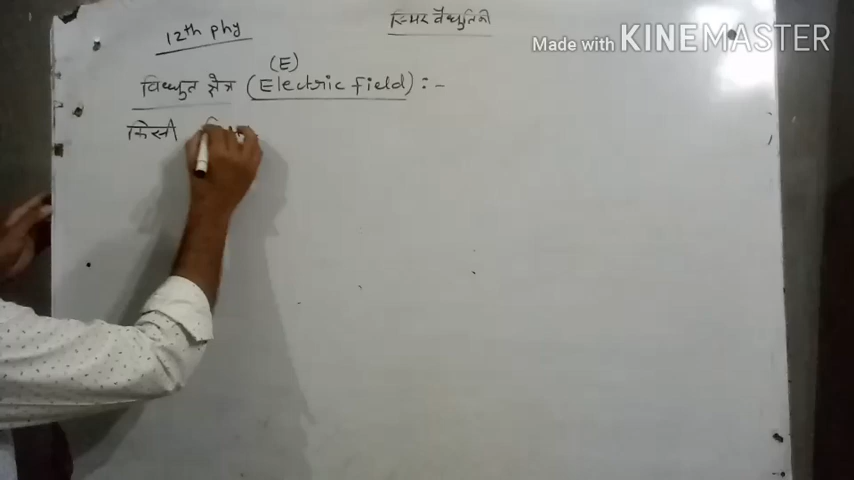 स्थिर वैद्युतिकी
Made with KINEMASTER
12th phy
(E)
विद्युत क्षेत्र (Electric field) :-
किसी